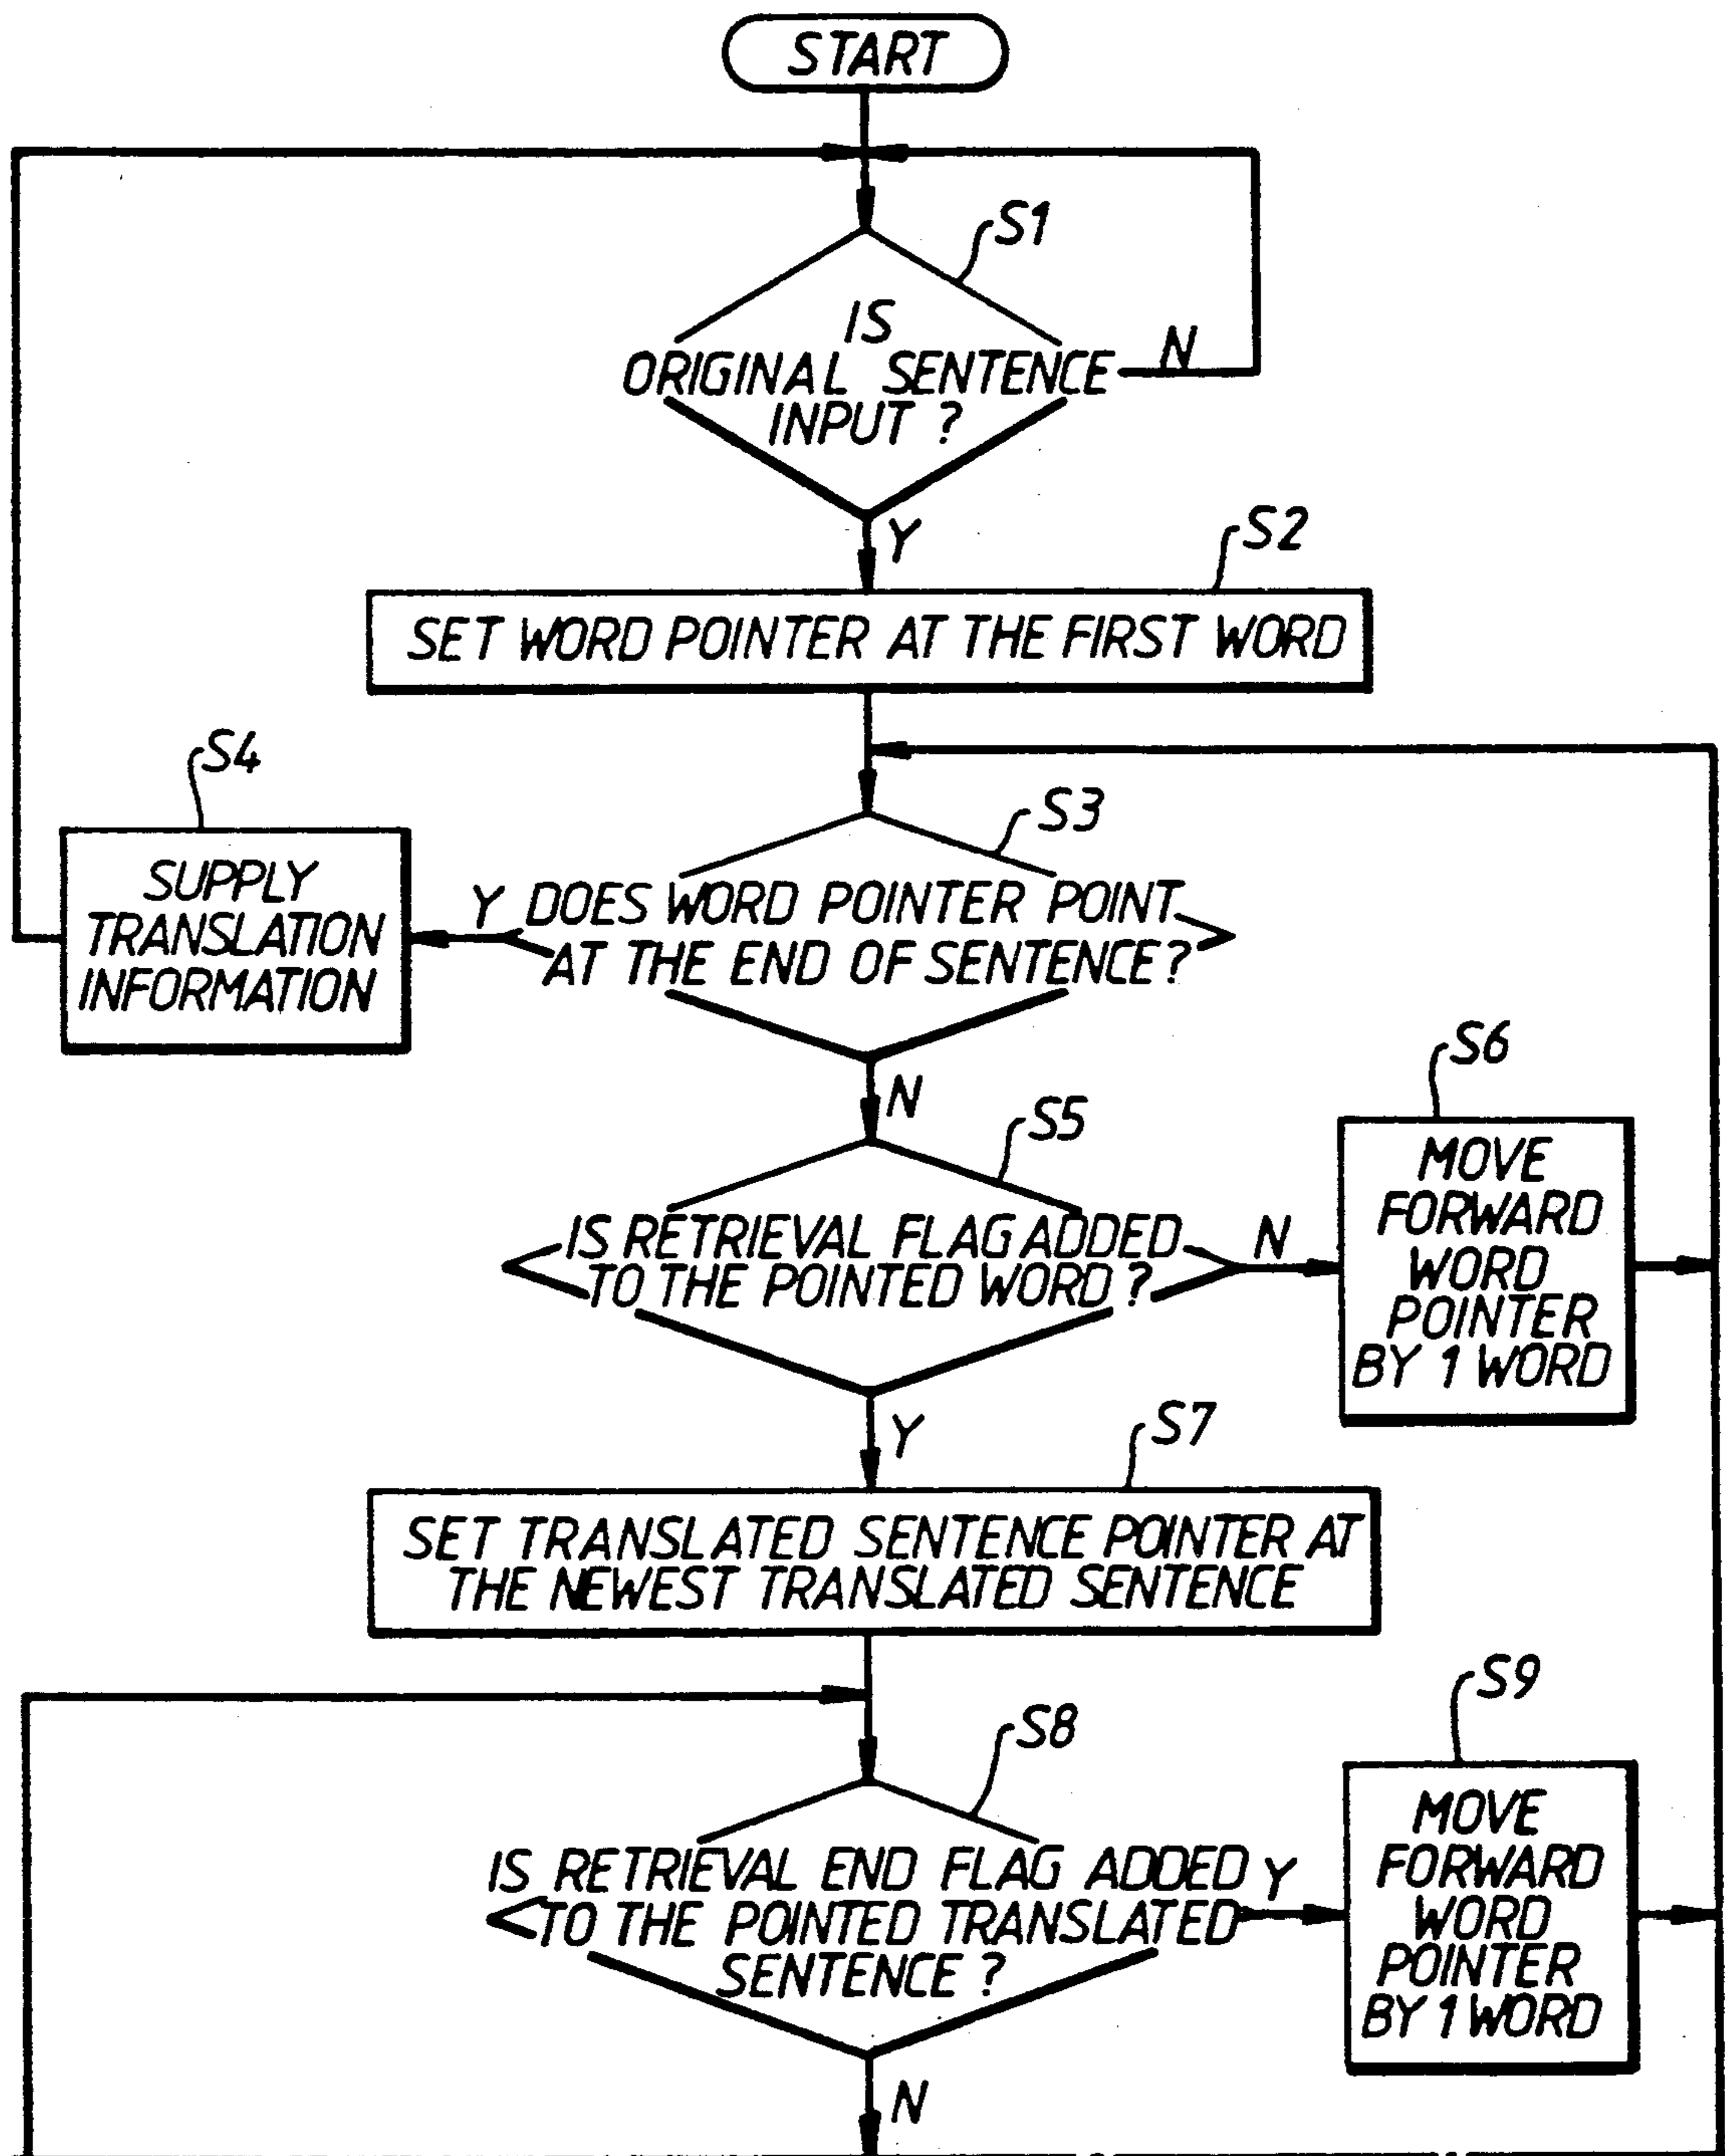 START
S1
IS
ORIGINAL SENTENCE
INPUT ?
N
Y
S2
SET WORD POINTER AT THE FIRST WORD
S4
SUPPLY
TRANSLATION
INFORMATION
S3
Y
DOES WORD POINTER POINT
AT THE END OF SENTENCE?
N
S5
IS RETRIEVAL FLAG ADDED
TO THE POINTED WORD ?
N
S6
MOVE
FORWARD
WORD
POINTER
BY 1 WORD
Y
S7
SET TRANSLATED SENTENCE POINTER AT
THE NEWEST TRANSLATED SENTENCE
S8
IS RETRIEVAL END FLAG ADDED
TO THE POINTED TRANSLATED
SENTENCE ?
Y
S9
MOVE
FORWARD
WORD
POINTER
BY 1 WORD
N